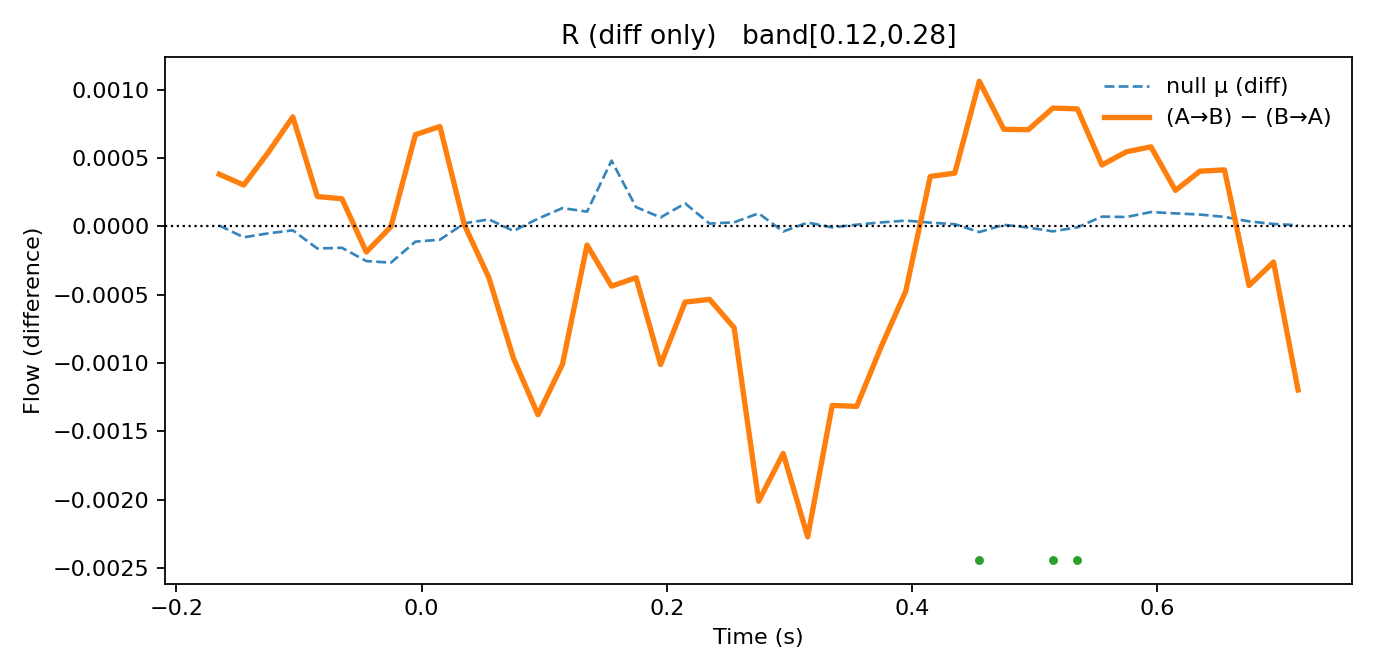 R (diff only)   band[0.12,0.28]
null μ (diff)
(A→B) − (B→A)
Flow (difference)
0.0010
0.0005
0.0000
−0.0005
−0.0010
−0.0015
−0.0020
−0.0025
−0.2
0.0
0.2
0.4
0.6
Time (s)